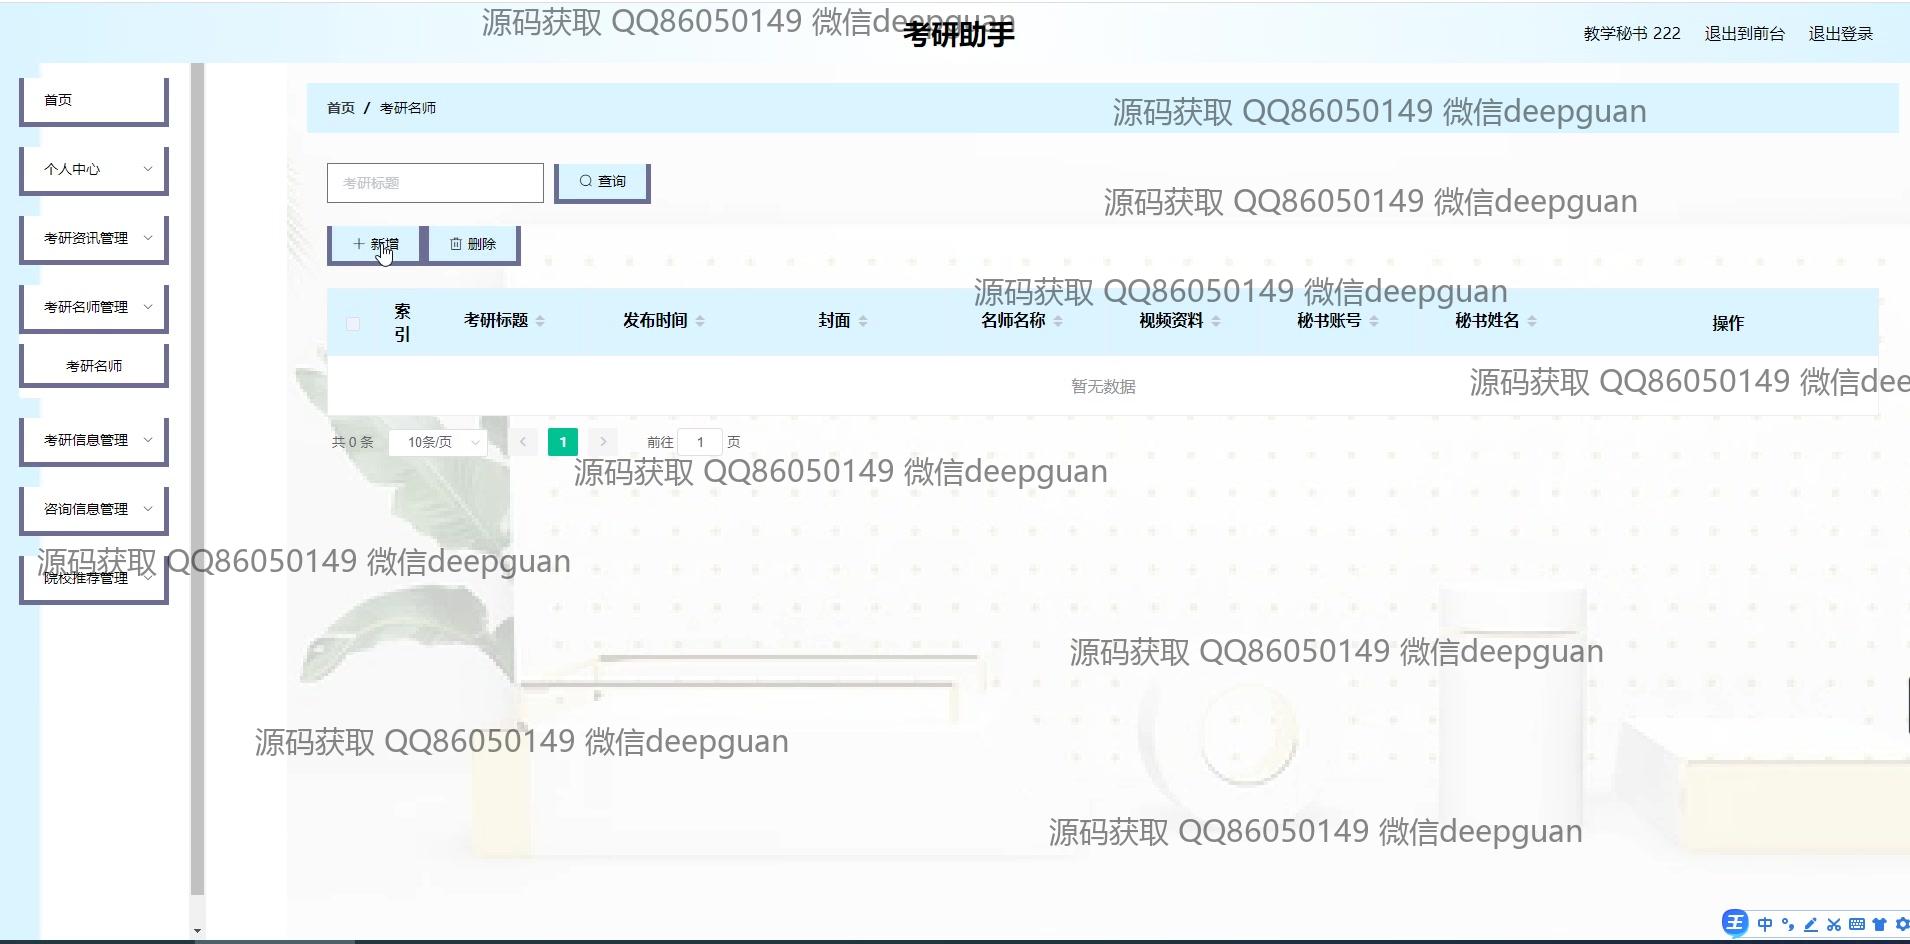 源码获取 QQ86050149 微信deepguan
考研助手
教学秘书 222 退出到前台 退出登录
首页
首页 / 考研名师
源码获取 QQ86050149 微信deepguan
个人中心
考研标题
查询
源码获取 QQ86050149 微信deepguan
考研资讯管理
新增
删除
源码获取 QQ86050149 微信deepguan
考研名师管理
索引 考研标题 发布时间 封面 名师名称 视频资料 秘书账号 秘书姓名 操作
考研名师
暂无数据
源码获取 QQ86050149 微信dee
考研信息管理
共 0 条 10条/页 1 前往 1 页
源码获取 QQ86050149 微信deepguan
咨询信息管理
源码获取 QQ86050149 微信deepguan
院校推荐管理
源码获取 QQ86050149 微信deepguan
源码获取 QQ86050149 微信deepguan
源码获取 QQ86050149 微信deepguan
王 中